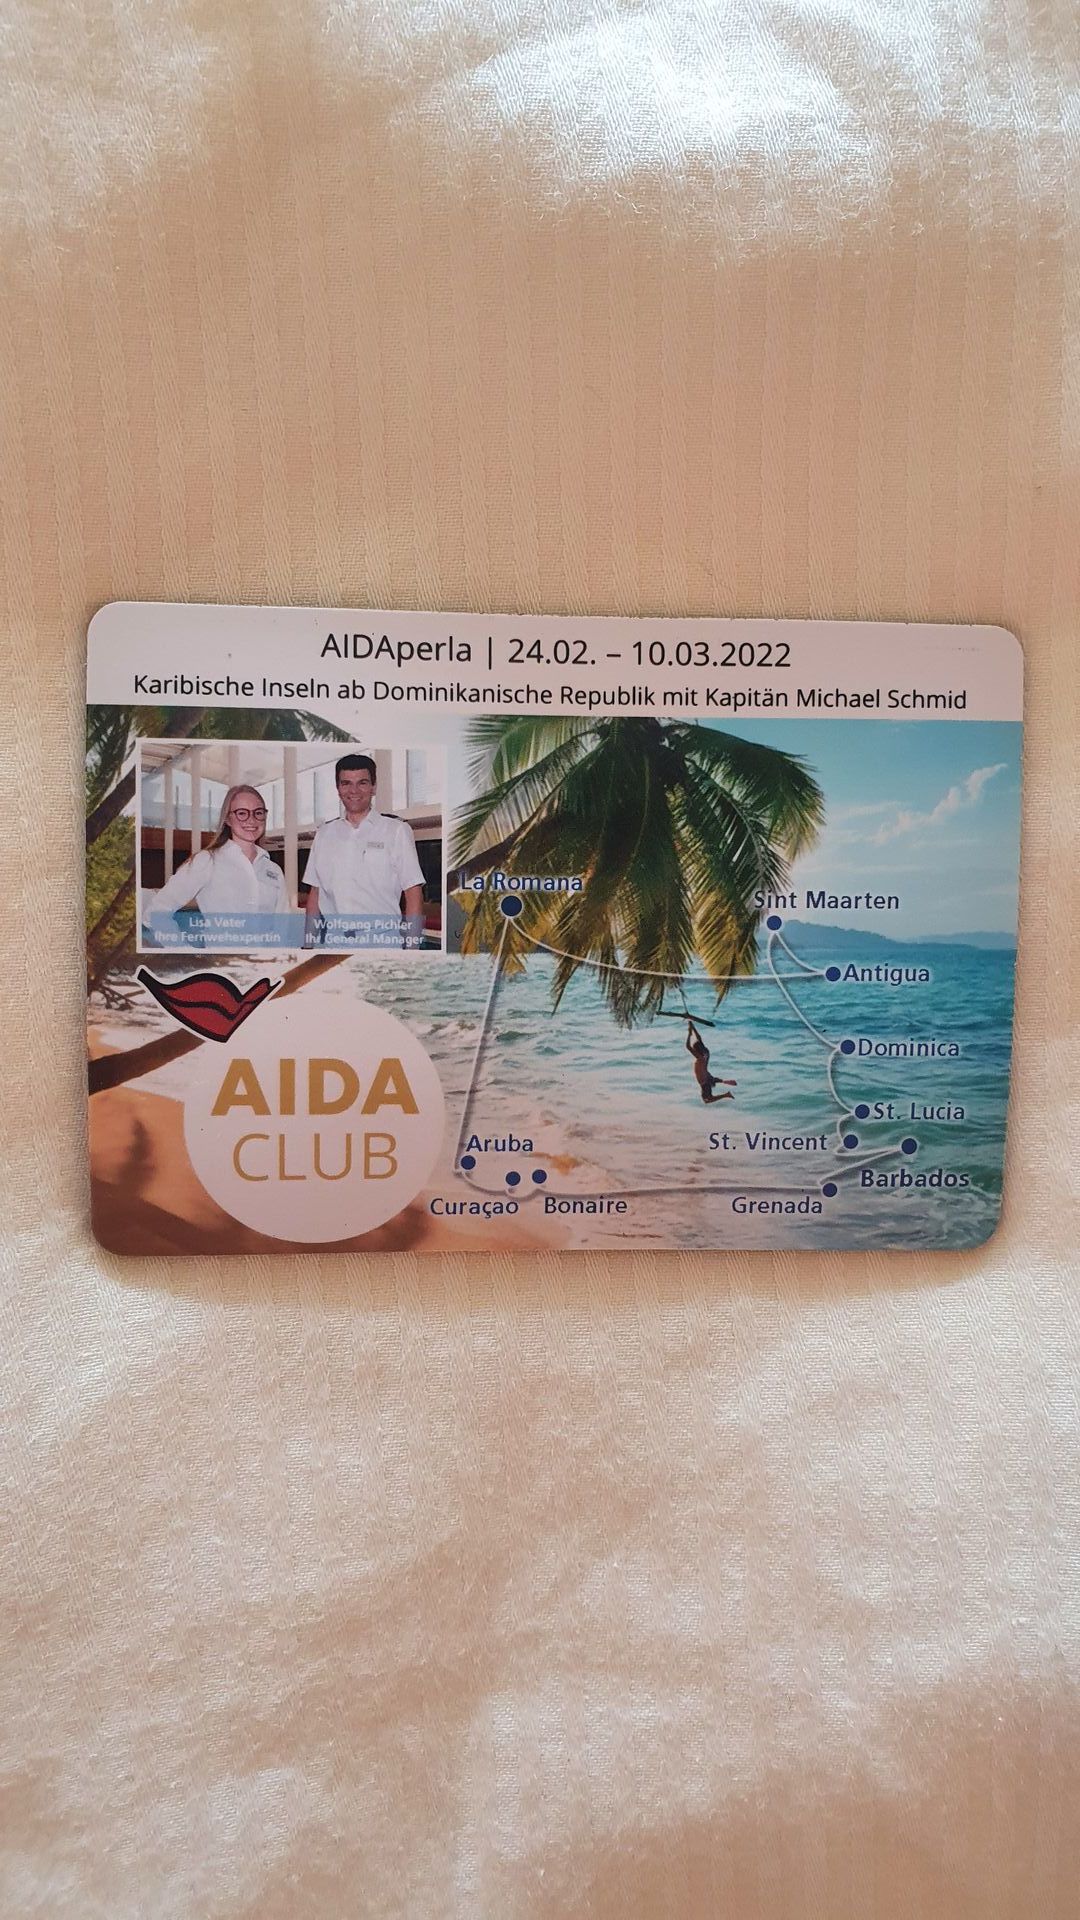 AIDAperla | 24.02. – 10.03.2022
Karibische Inseln ab Dominikanische Republik mit Kapitän Michael Schmid
Lisa Vater
Ihre Fernwehexpertin
Wolfgang Pichler
Ihr General Manager
La Romana
Sint Maarten
Antigua
Dominica
St. Lucia
St. Vincent
Barbados
Grenada
Aruba
Curaçao
Bonaire
AIDA
CLUB